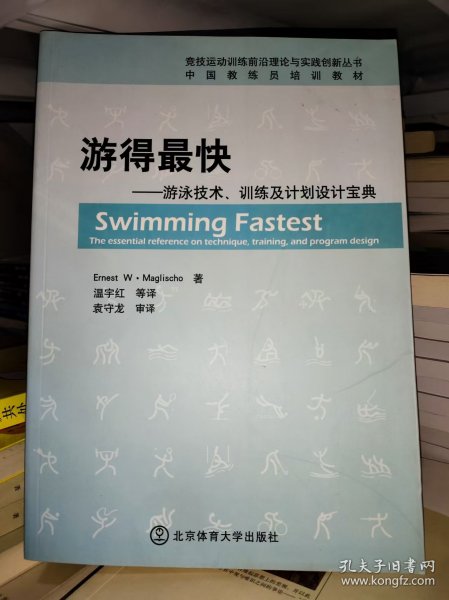 竞技运动训练前沿理论与实践创新丛书
中国教练员培训教材
游得最快
——游泳技术、训练及计划设计宝典
Swimming Fastest
The essential reference on technique, training, and program design
Ernest W·Maglischo 著
温宇红 等译
袁守龙 审译
北京体育大学出版社
孔夫子旧书网
www.kongfz.com